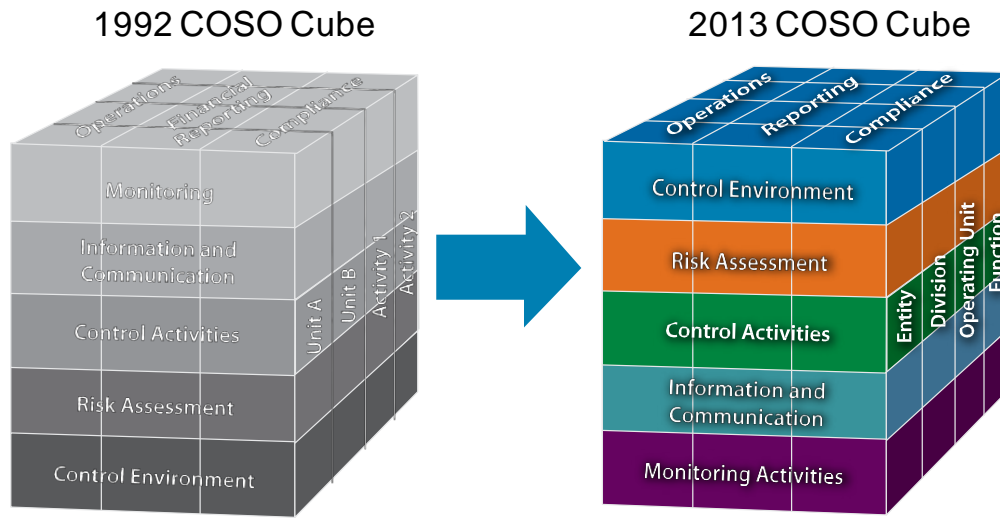 1992 COSO Cube
Operations
Financial
Reporting
Compliance
Monitoring
Information and
Communication
Control Activities
Risk Assessment
Control Environment
Unit A
Unit B
Activity 1
Activity 2
2013 COSO Cube
Operations
Reporting
Compliance
Control Environment
Risk Assessment
Control Activities
Information and
Communication
Monitoring Activities
Entity
Division
Operating Unit
Function